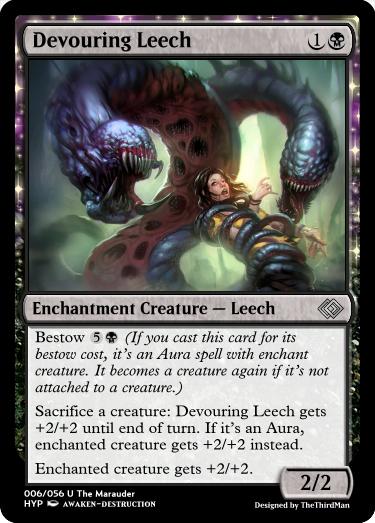 Devouring Leech 1
Enchantment Creature — Leech
Bestow 5 (If you cast this card for its
bestow cost, it's an Aura spell with enchant
creature. It becomes a creature again if it's not
attached to a creature.)
Sacrifice a creature: Devouring Leech gets
+2/+2 until end of turn. If it's an Aura,
enchanted creature gets +2/+2 instead.
Enchanted creature gets +2/+2.
2/2
006/056 U The Marauder
HYP AWAKEN-DESTRUCTION Designed by TheThirdMan